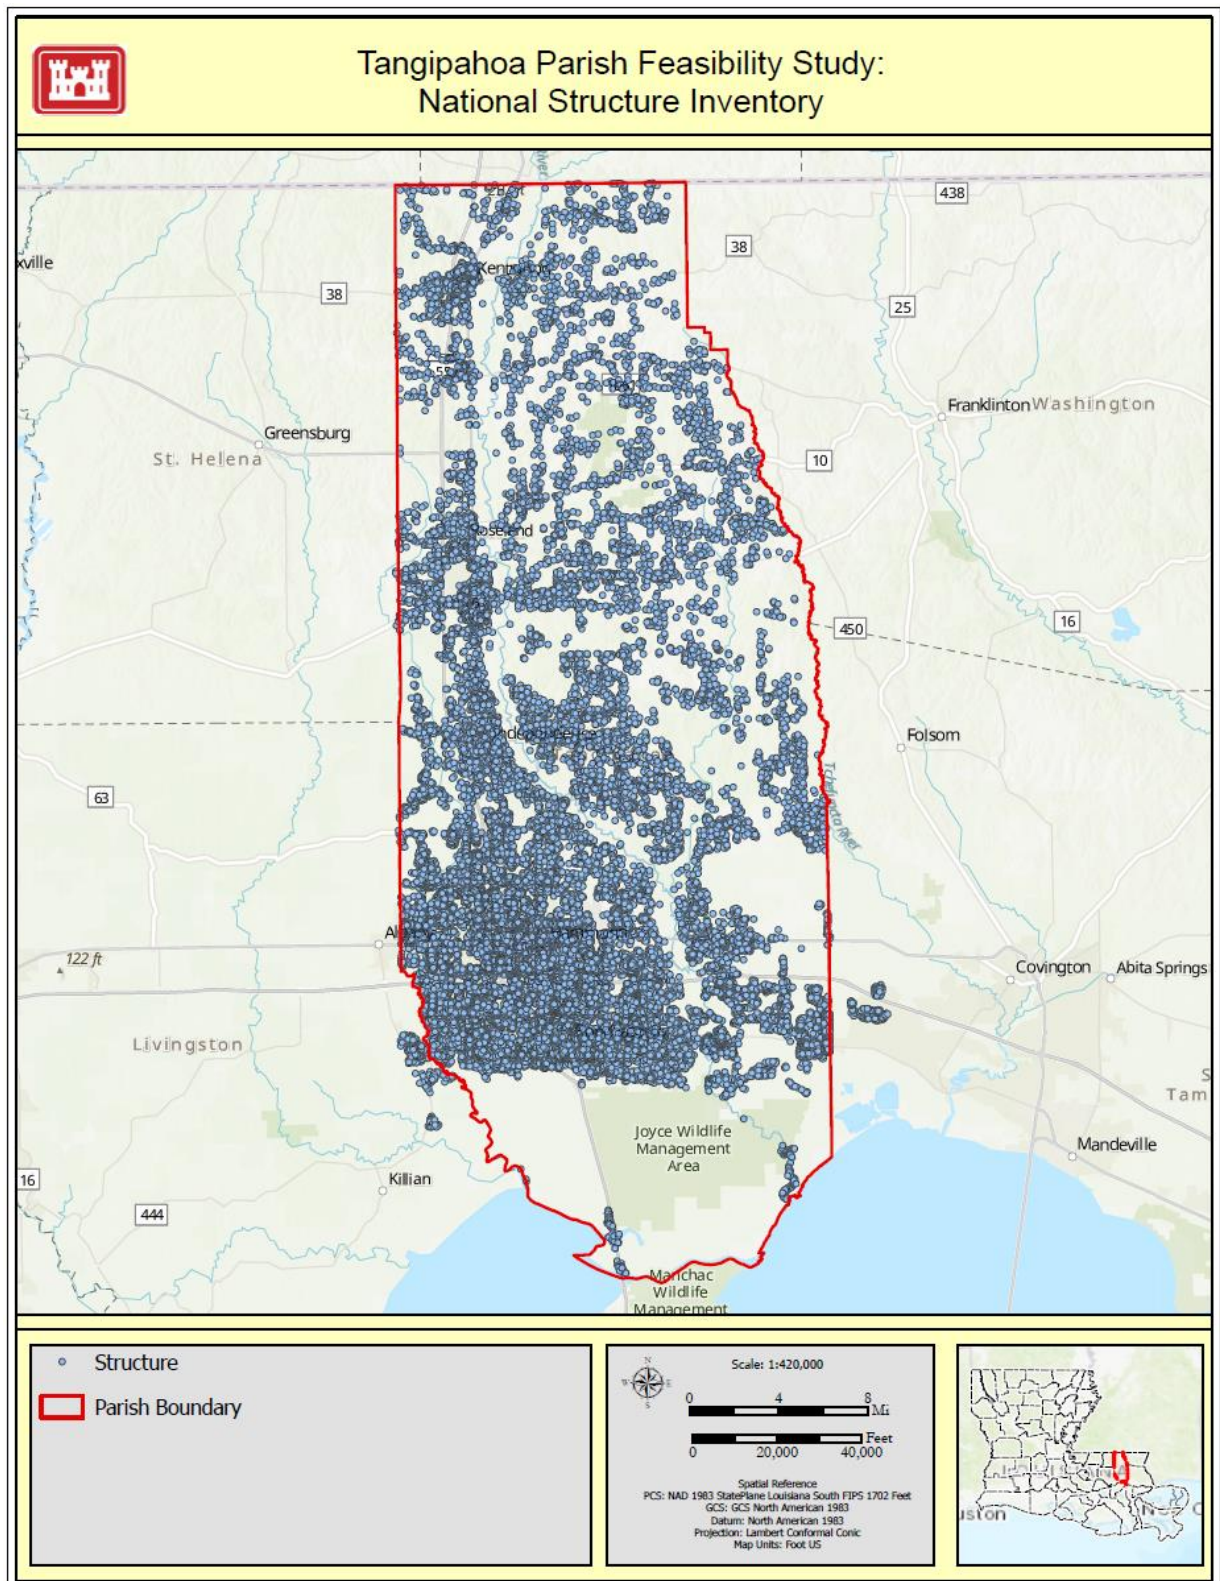 Tangipahoa Parish Feasibility Study:
National Structure Inventory
438
38
xville
38
25
Franklinton
Washington
Greensburg
St. Helena
10
16
450
Folsom
63
122 ft
Covington
Abita Springs
Livingston
S
Tam
Joyce Wildlife
Management
Area
Mandeville
Killian
16
444
Manchac
Wildlife
Management
Structure
Parish Boundary
N
W
E
S
Scale: 1:420,000
0 4 8
Mi
Feet
0 20,000 40,000
Spatial Reference
PCS: NAD 1983 StatePlane Louisiana South FIPS 1702 Feet
GCS: GCS North American 1983
Datum: North American 1983
Projection: Lambert Conformal Conic
Map Units: Foot US
uston